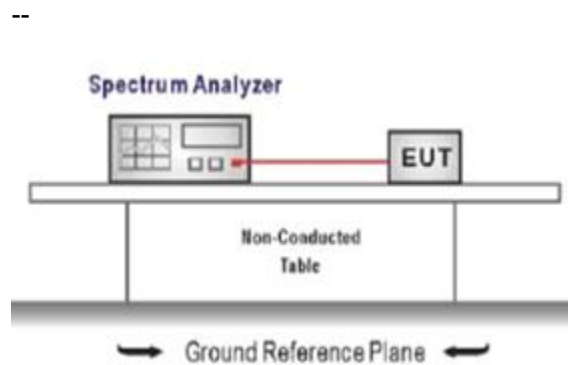 --
Spectrum Analyzer
EUT
Non-Conducted
Table
Ground Reference Plane